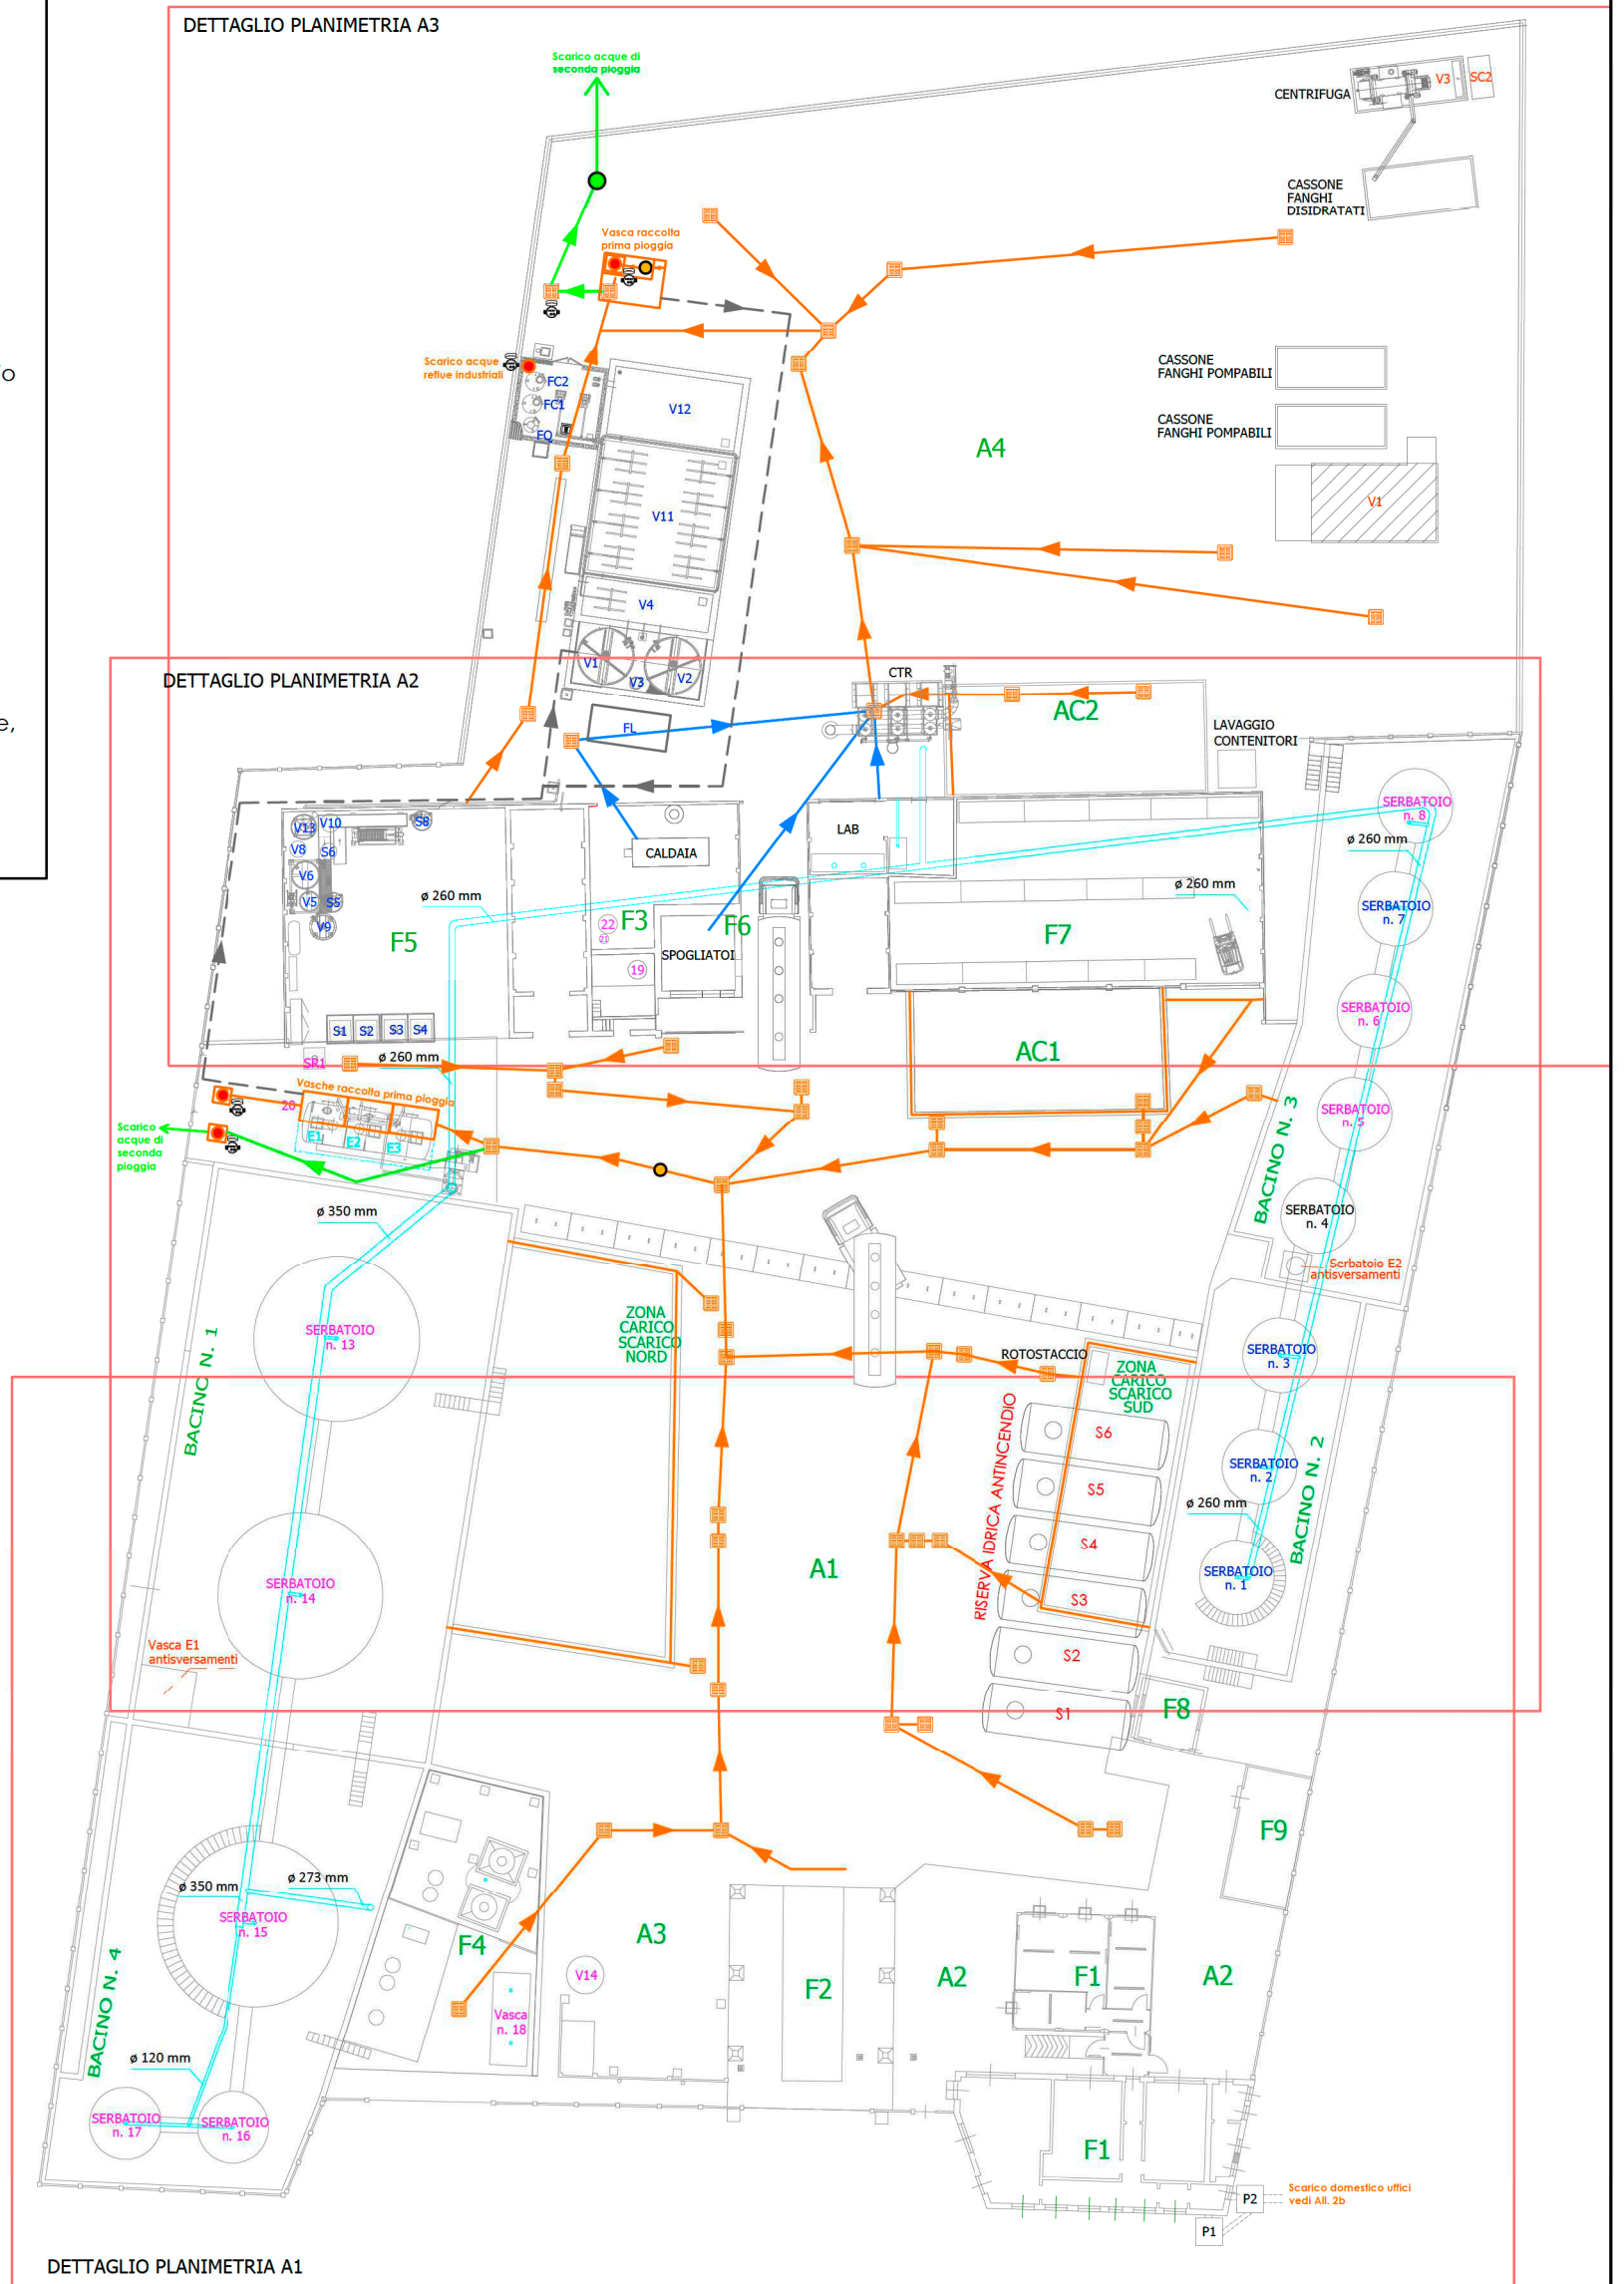 DETTAGLIO PLANIMETRIA A3
Scarico acque di
seconda pioggia
CENTRIFUGA
V3
SC2
CASSONE
FANGHI
DISIDRATATI
Vasca raccolta
prima pioggia
o
Scarico acque
reflue industriali
FC2
FC1
FQ
V12
CASSONE
FANGHI POMPABILI
CASSONE
FANGHI POMPABILI
A4
V1
V11
V4
V1
V3
V2
DETTAGLIO PLANIMETRIA A2
e,
CTR
AC2
FL
LAVAGGIO
CONTENITORI
SERBATOIO
n. 8
V13
V10
S8
V8
S6
V6
V5
S5
V9
CALDAIA
LAB
ø 260 mm
ø 260 mm
ø 260 mm
SERBATOIO
n. 7
F5
22
21
F3
F6
SPOGLIATOI
19
F7
SERBATOIO
n. 6
S1
S2
S3
S4
SR1
ø 260 mm
AC1
Vasche raccolta prima pioggia
20
E1
E2
E3
Scarico
acque di
seconda
pioggia
SERBATOIO
n. 5
BACINO N. 3
ø 350 mm
SERBATOIO
n. 4
Serbatoio E2
antisversamenti
SERBATOIO
n. 13
BACINO N. 1
ZONA
CARICO
SCARICO
NORD
ROTOSTACCIO
ZONA
CARICO
SCARICO
SUD
SERBATOIO
n. 3
RISERVA IDRICA ANTINCENDIO
S6
S5
S4
S3
S2
S1
SERBATOIO
n. 2
BACINO N. 2
ø 260 mm
SERBATOIO
n. 1
A1
SERBATOIO
n. 14
Vasca E1
antisversamenti
F8
F9
ø 350 mm
ø 273 mm
SERBATOIO
n. 15
F4
A3
V14
Vasca
n. 18
F2
A2
F1
A2
BACINO N. 4
ø 120 mm
SERBATOIO
n. 17
SERBATOIO
n. 16
F1
P2
P1
Scarico domestico uffici
vedi All. 2b
DETTAGLIO PLANIMETRIA A1